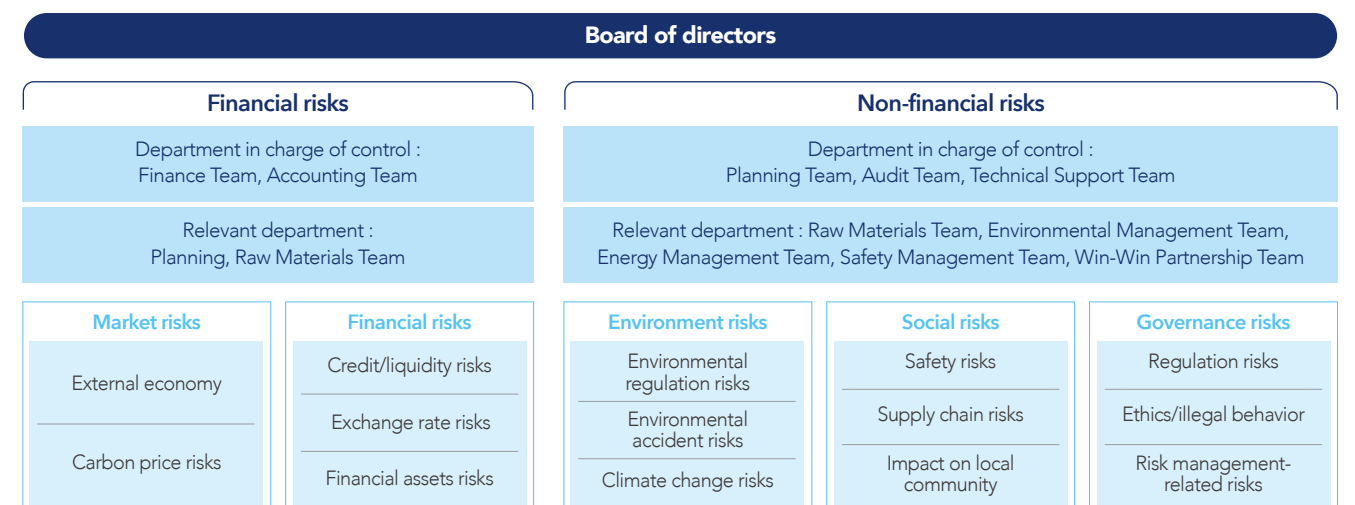 Board of directors
Financial risks
Department in charge of control :
Finance Team, Accounting Team
Relevant department :
Planning, Raw Materials Team
Market risks
External economy
Carbon price risks
Financial risks
Credit/liquidity risks
Exchange rate risks
Financial assets risks
Non-financial risks
Department in charge of control :
Planning Team, Audit Team, Technical Support Team
Relevant department : Raw Materials Team, Environmental Management Team,
Energy Management Team, Safety Management Team, Win-Win Partnership Team
Environment risks
Environmental
regulation risks
Environmental
accident risks
Climate change risks
Social risks
Safety risks
Supply chain risks
Impact on local
community
Governance risks
Regulation risks
Ethics/illegal behavior
Risk management-
related risks